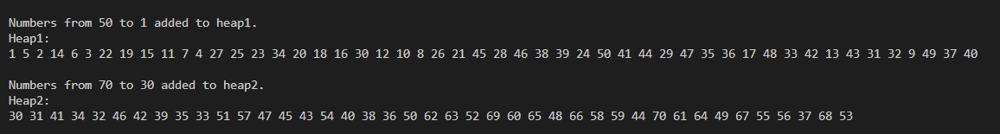 Numbers from 50 to 1 added to heap1.
Heap1:
1 5 2 14 6 3 22 19 15 11 7 4 27 25 23 34 20 18 16 30 12 10 8 26 21 45 28 46 38 39 24 50 41 44 29 47 35 36 17 48 33 42 13 43 31 32 9 49 37 40
Numbers from 70 to 30 added to heap2.
Heap2:
30 31 41 34 32 46 42 39 35 33 51 57 47 45 43 54 40 38 36 50 62 63 52 69 60 65 48 66 58 59 44 70 61 64 49 67 55 56 37 68 53